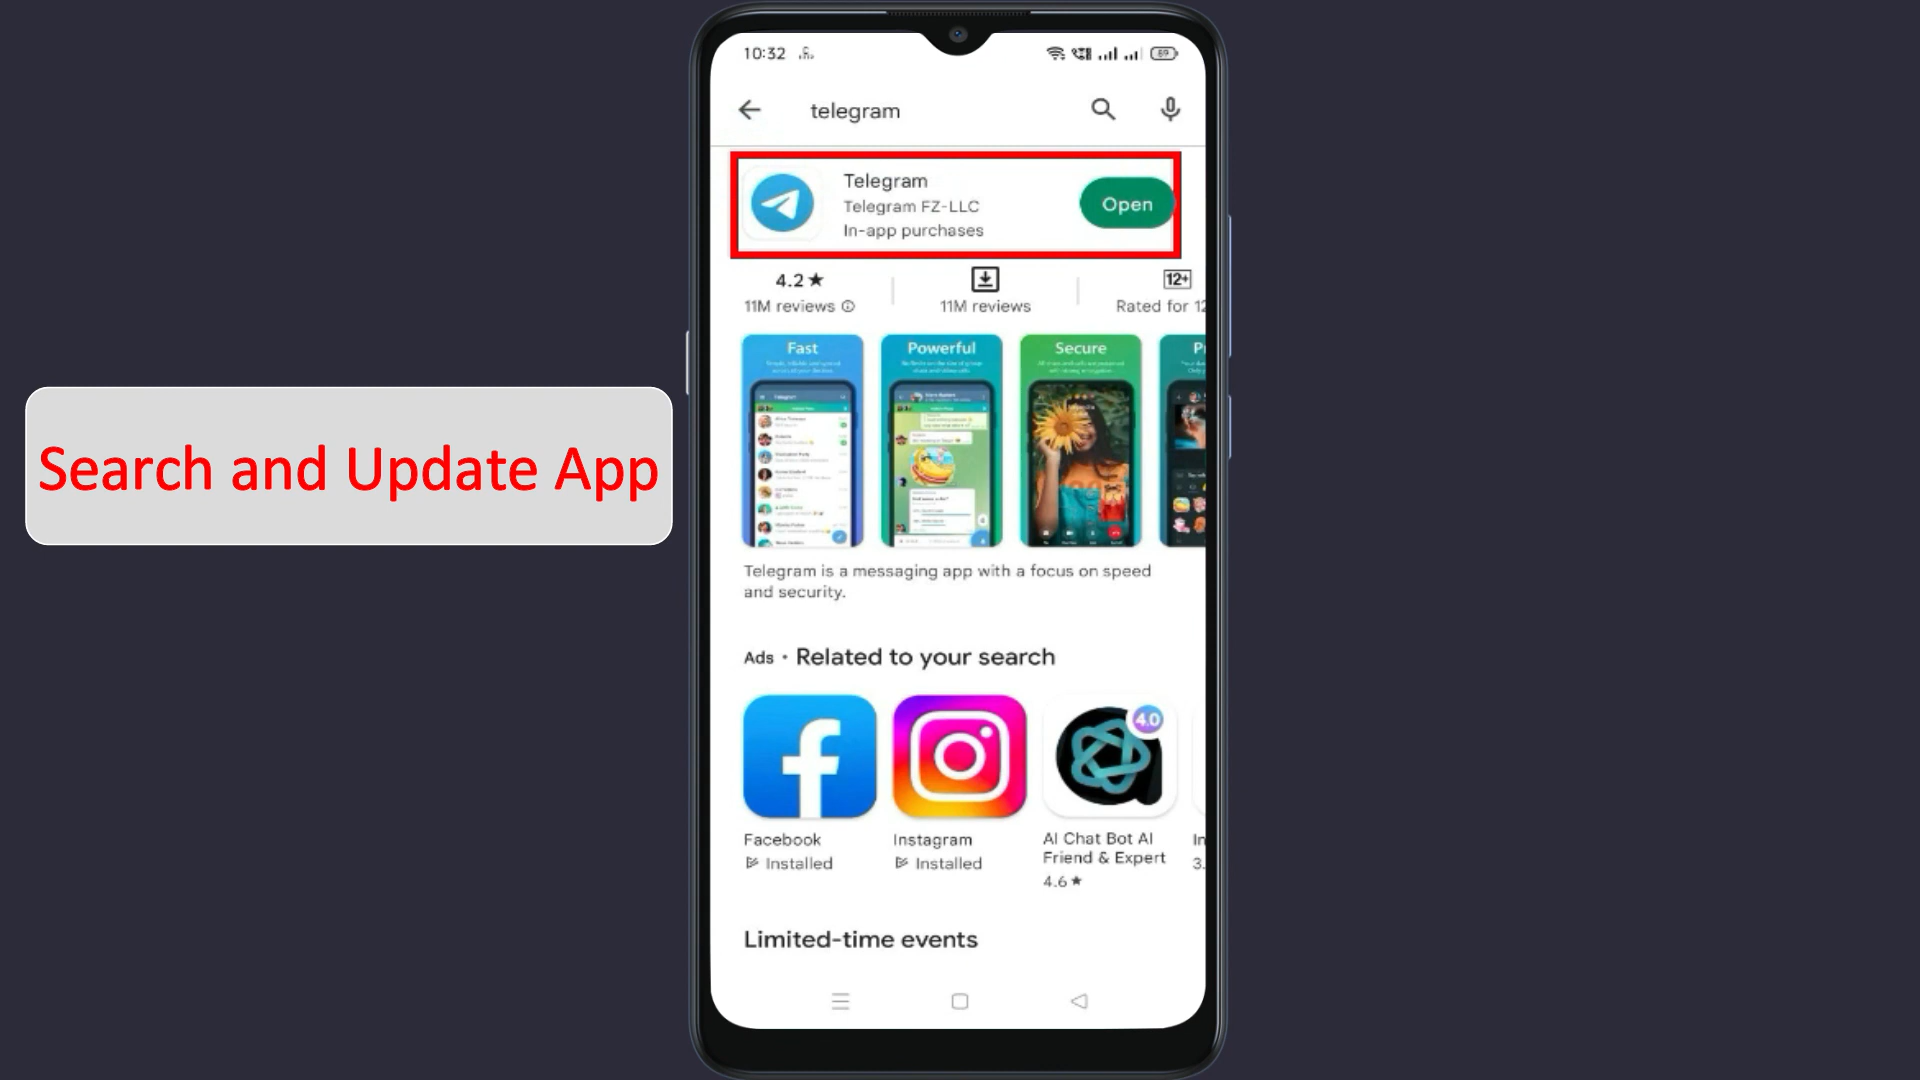 Search and Update App
10:32
69
telegram
Telegram
Telegram FZ-LLC
In-app purchases
Open
4.2★
12+
11M reviews
11M reviews
Rated for 12
Fast
Powerful
Secure
Telegram is a messaging app with a focus on speed
and security.
Ads • Related to your search
4.0
Facebook
Instagram
AI Chat Bot AI
Friend & Expert
In
Installed
Installed
3.
4.6★
Limited-time events